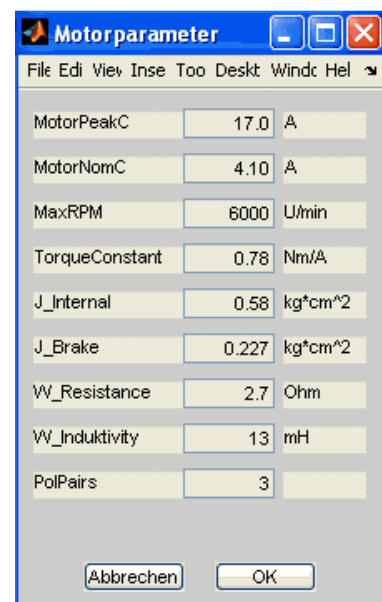 Motorparameter
File Edi Viev Inse Too Deskt Windc Hel
MotorPeakC 17.0 A
MotorNomC 4.10 A
MaxRPM 6000 U/min
TorqueConstant 0.78 Nm/A
J_Internal 0.58 kg*cm^2
J_Brake 0.227 kg*cm^2
W_Resistance 2.7 Ohm
W_Induktivity 13 mH
PolPairs 3
Abbrechen OK